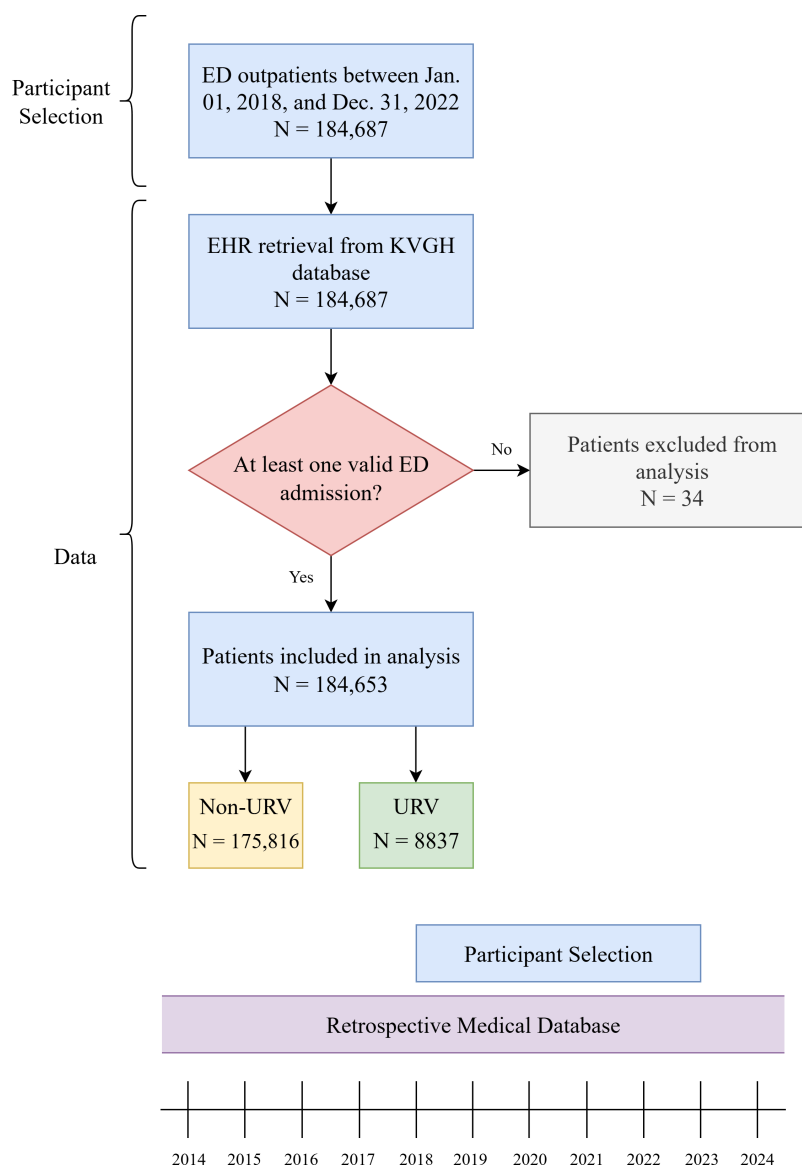 Participant
Selection
ED outpatients between Jan.
01, 2018, and Dec. 31, 2022
N = 184,687
EHR retrieval from KVGH
database
N = 184,687
At least one valid ED
admission?
No
Patients excluded from
analysis
N = 34
Data
Yes
Patients included in analysis
N = 184,653
Non-URV
N = 175,816
URV
N = 8837
Participant Selection
Retrospective Medical Database
2014 2015 2016 2017 2018 2019 2020 2021 2022 2023 2024